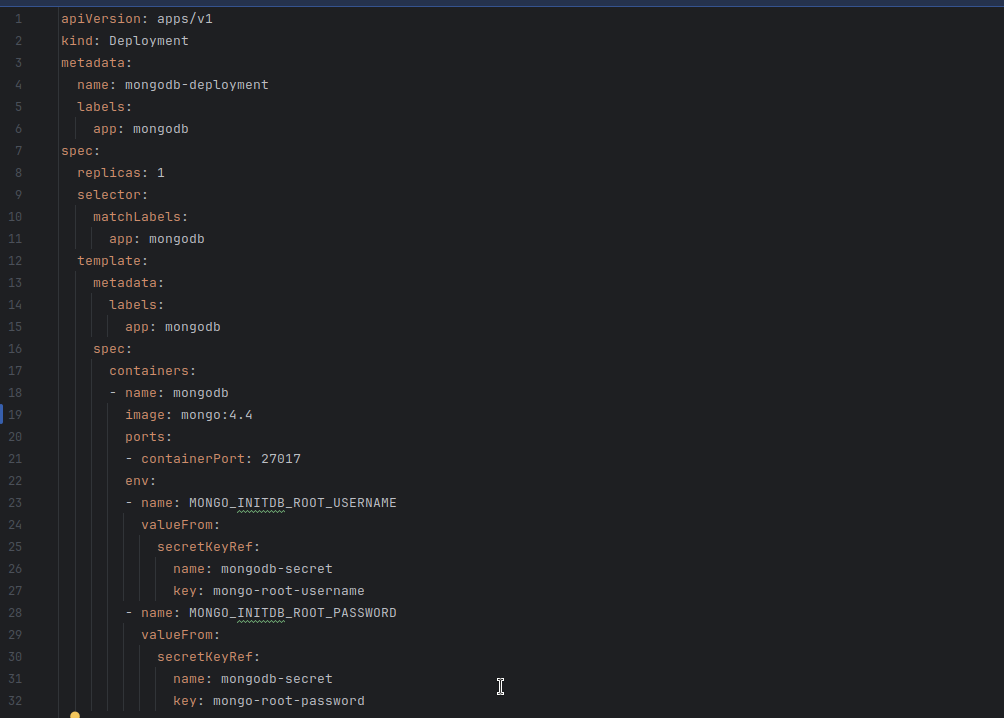 1 apiVersion: apps/v1
2 kind: Deployment
3 metadata:
4   name: mongodb-deployment
5   labels:
6     app: mongodb
7 spec:
8   replicas: 1
9   selector:
10     matchLabels:
11       app: mongodb
12   template:
13     metadata:
14       labels:
15         app: mongodb
16     spec:
17       containers:
18       - name: mongodb
19         image: mongo:4.4
20         ports:
21         - containerPort: 27017
22         env:
23         - name: MONGO_INITDB_ROOT_USERNAME
24           valueFrom:
25             secretKeyRef:
26               name: mongodb-secret
27               key: mongo-root-username
28         - name: MONGO_INITDB_ROOT_PASSWORD
29           valueFrom:
30             secretKeyRef:
31               name: mongodb-secret
32               key: mongo-root-password